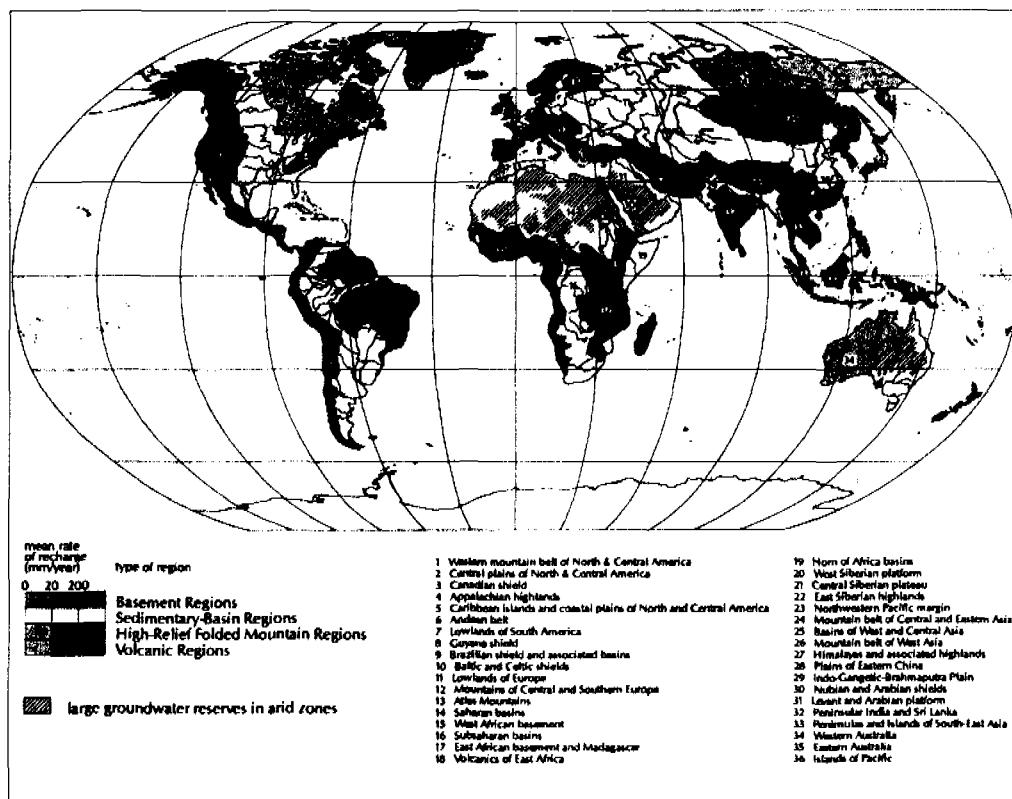 mean rate
of recharge
(mm/year) type of region
0 20 200
Basement Regions
Sedimentary-Basin Regions
High-Relief Folded Mountain Regions
Volcanic Regions
large groundwater reserves in arid zones
1 Western mountain belt of North & Central America
2 Central plains of North & Central America
3 Canadian shield
4 Appalachian highlands
5 Caribbean islands and coastal plains of North and Central America
6 Andean belt
7 Lowlands of South America
8 Guyana shield
9 Brazilian shield and associated basins
10 Baltic and Celtic shields
11 Lowlands of Europe
12 Mountains of Central and Southern Europe
13 Atlas Mountains
14 Saharan basins
15 West African basement
16 Subsaharan basins
17 East African basement and Madagascar
18 Volcanics of East Africa
19 Horn of Africa basins
20 West Siberian platform
21 Central Siberian plateau
22 East Siberian highlands
23 Northwestern Pacific margin
24 Mountain belt of Central and Eastern Asia
25 Basins of West and Central Asia
26 Mountain belt of West Asia
27 Himalayas and associated highlands
28 Plains of Eastern China
29 Indo-Gangetic-Brahmaputra Plain
30 Nubian and Arabian shields
31 Levant and Arabian platform
32 Peninsular India and Sri Lanka
33 Peninsulas and Islands of South-East Asia
34 Western Australia
35 Eastern Australia
36 Islands of Pacific